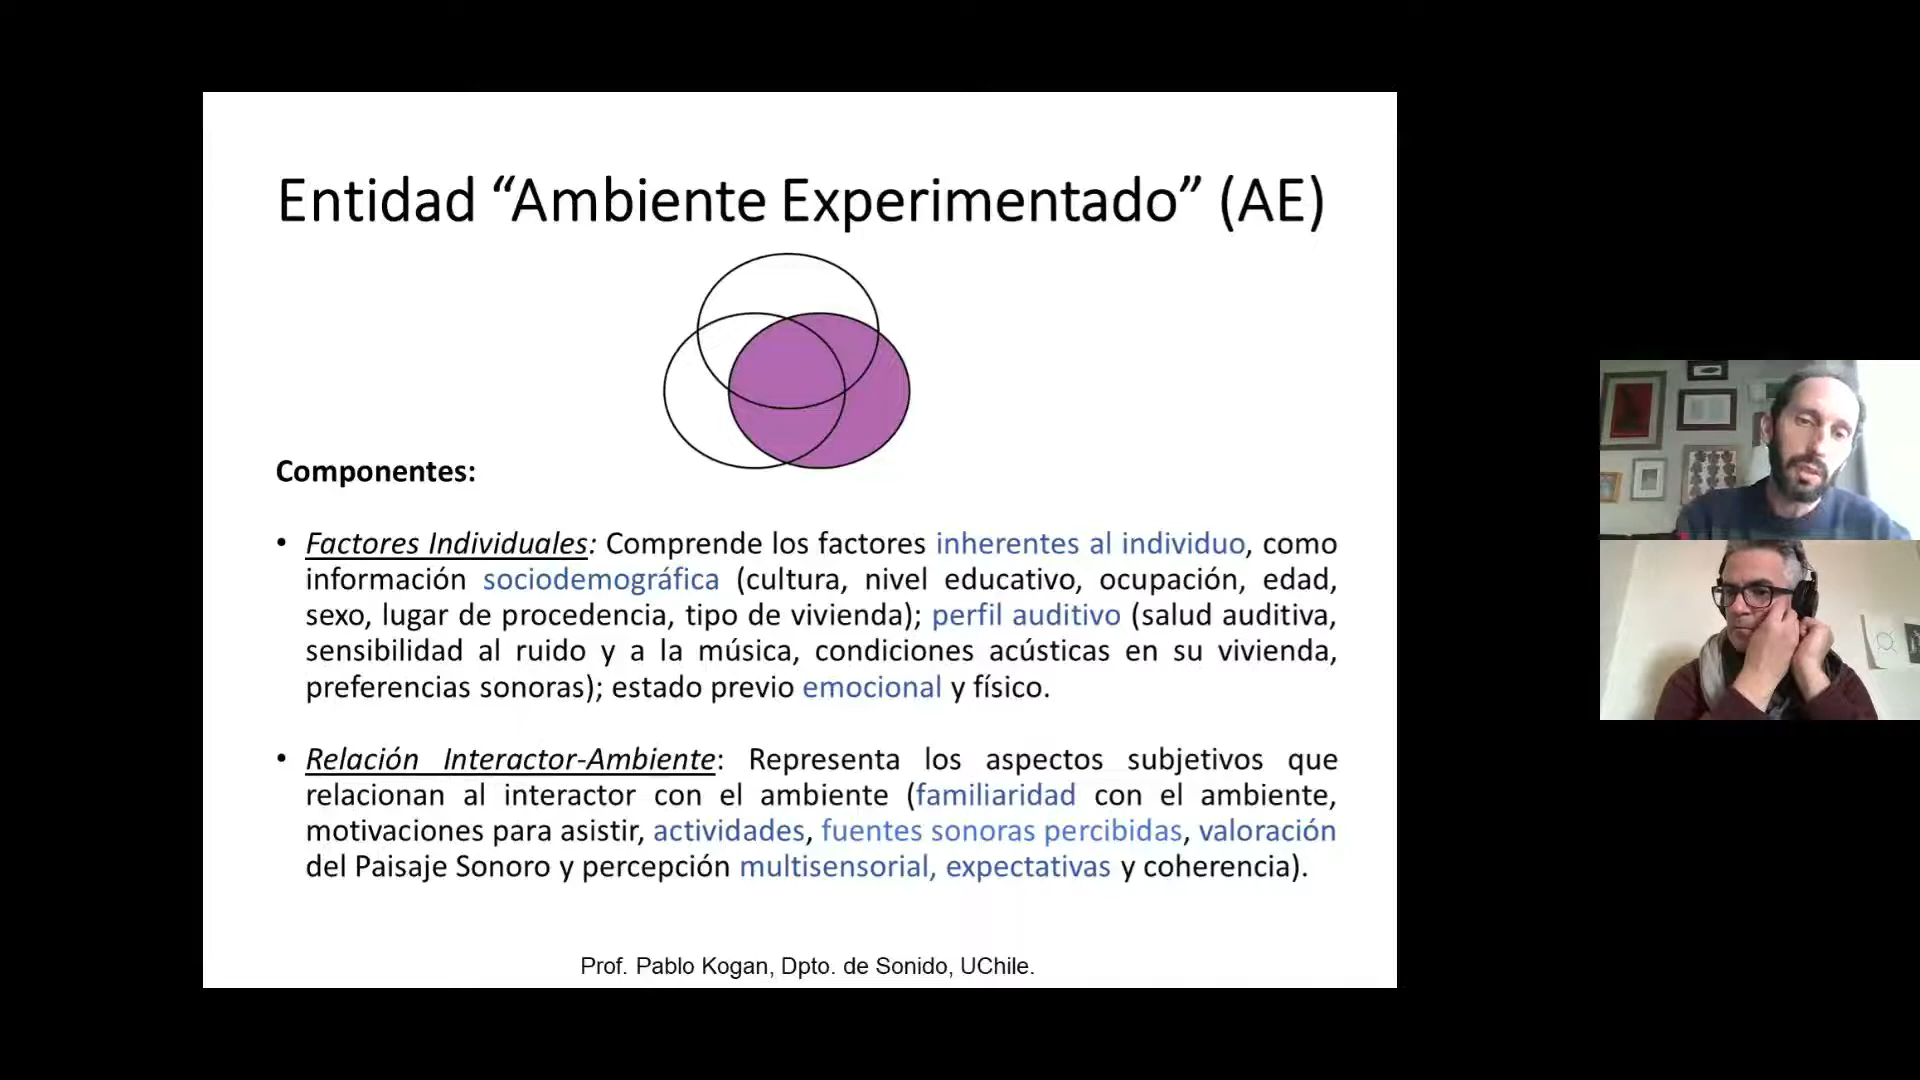 Entidad “Ambiente Experimentado” (AE)
Componentes:
• Factores Individuales: Comprende los factores inherentes al individuo, como
información sociodemográfica (cultura, nivel educativo, ocupación, edad,
sexo, lugar de procedencia, tipo de vivienda); perfil auditivo (salud auditiva,
sensibilidad al ruido y a la música, condiciones acústicas en su vivienda,
preferencias sonoras); estado previo emocional y físico.
• Relación Interactor-Ambiente: Representa los aspectos subjetivos que
relacionan al interactor con el ambiente (familiaridad con el ambiente,
motivaciones para asistir, actividades, fuentes sonoras percibidas, valoración
del Paisaje Sonoro y percepción multisensorial, expectativas y coherencia).
Prof. Pablo Kogan, Dpto. de Sonido, UChile.